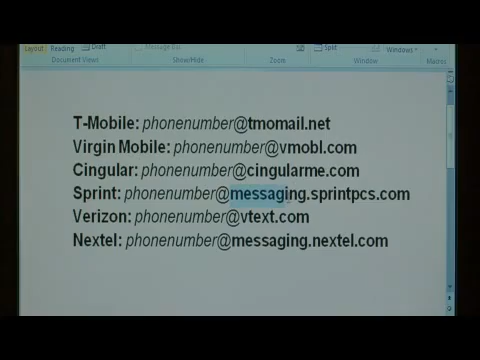 Layout
Reading
Draft
Message Bar
Split
Windows
Document Views
Show/Hide
Zoom
Window
Macros
T-Mobile: phonenumber@tmomail.net
Virgin Mobile: phonenumber@vmobl.com
Cingular: phonenumber@cingularme.com
Sprint: phonenumber@messaging.sprintpcs.com
Verizon: phonenumber@vtext.com
Nextel: phonenumber@messaging.nextel.com